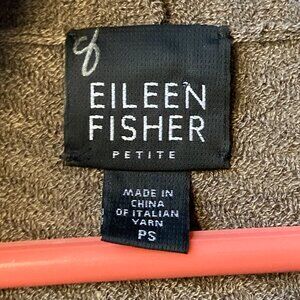 EILEEN
FISHER
PETITE
MADE IN
CHINA
OF ITALIAN
YARN
PS